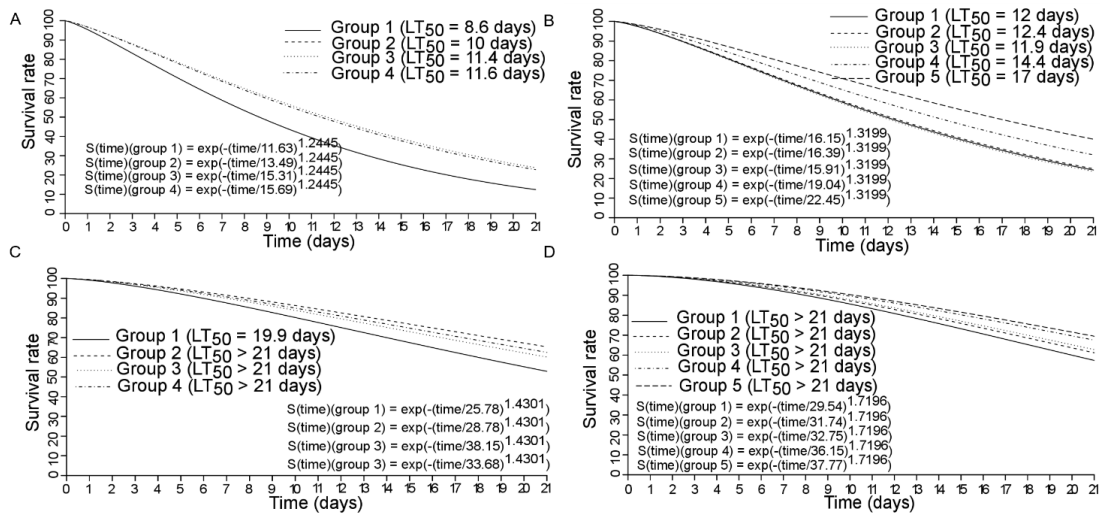 A
Group 1 (LT50 = 8.6 days)
Group 2 (LT50 = 10 days)
Group 3 (LT50 = 11.4 days)
Group 4 (LT50 = 11.6 days)
Survival rate
0 10 20 30 40 50 60 70 80 90 100
S(time)(group 1) = exp(-(time/11.63)1.2445)
S(time)(group 2) = exp(-(time/13.49)1.2445)
S(time)(group 3) = exp(-(time/15.31)1.2445)
S(time)(group 4) = exp(-(time/15.69)1.2445)
0 1 2 3 4 5 6 7 8 9 10 11 12 13 14 15 16 17 18 19 20 21
Time (days)
B
Group 1 (LT50 = 12 days)
Group 2 (LT50 = 12.4 days)
Group 3 (LT50 = 11.9 days)
Group 4 (LT50 = 14.4 days)
Group 5 (LT50 = 17 days)
Survival rate
0 10 20 30 40 50 60 70 80 90 100
S(time)(group 1) = exp(-(time/16.15)1.3199)
S(time)(group 2) = exp(-(time/16.39)1.3199)
S(time)(group 3) = exp(-(time/15.91)1.3199)
S(time)(group 4) = exp(-(time/19.04)1.3199)
S(time)(group 5) = exp(-(time/22.45)1.3199)
0 1 2 3 4 5 6 7 8 9 10 11 12 13 14 15 16 17 18 19 20 21
Time (days)
C
Group 1 (LT50 = 19.9 days)
Group 2 (LT50 > 21 days)
Group 3 (LT50 > 21 days)
Group 4 (LT50 > 21 days)
Survival rate
0 10 20 30 40 50 60 70 80 90 100
S(time)(group 1) = exp(-(time/25.78)1.4301)
S(time)(group 2) = exp(-(time/28.78)1.4301)
S(time)(group 3) = exp(-(time/38.15)1.4301)
S(time)(group 3) = exp(-(time/33.68)1.4301)
0 1 2 3 4 5 6 7 8 9 10 11 12 13 14 15 16 17 18 19 20 21
Time (days)
D
Group 1 (LT50 > 21 days)
Group 2 (LT50 > 21 days)
Group 3 (LT50 > 21 days)
Group 4 (LT50 > 21 days)
Group 5 (LT50 > 21 days)
Survival rate
0 10 20 30 40 50 60 70 80 90 100
S(time)(group 1) = exp(-(time/29.54)1.7196)
S(time)(group 2) = exp(-(time/31.74)1.7196)
S(time)(group 3) = exp(-(time/32.75)1.7196)
S(time)(group 4) = exp(-(time/36.15)1.7196)
S(time)(group 5) = exp(-(time/37.77)1.7196)
0 1 2 3 4 5 6 7 8 9 10 11 12 13 14 15 16 17 18 19 20 21
Time (days)